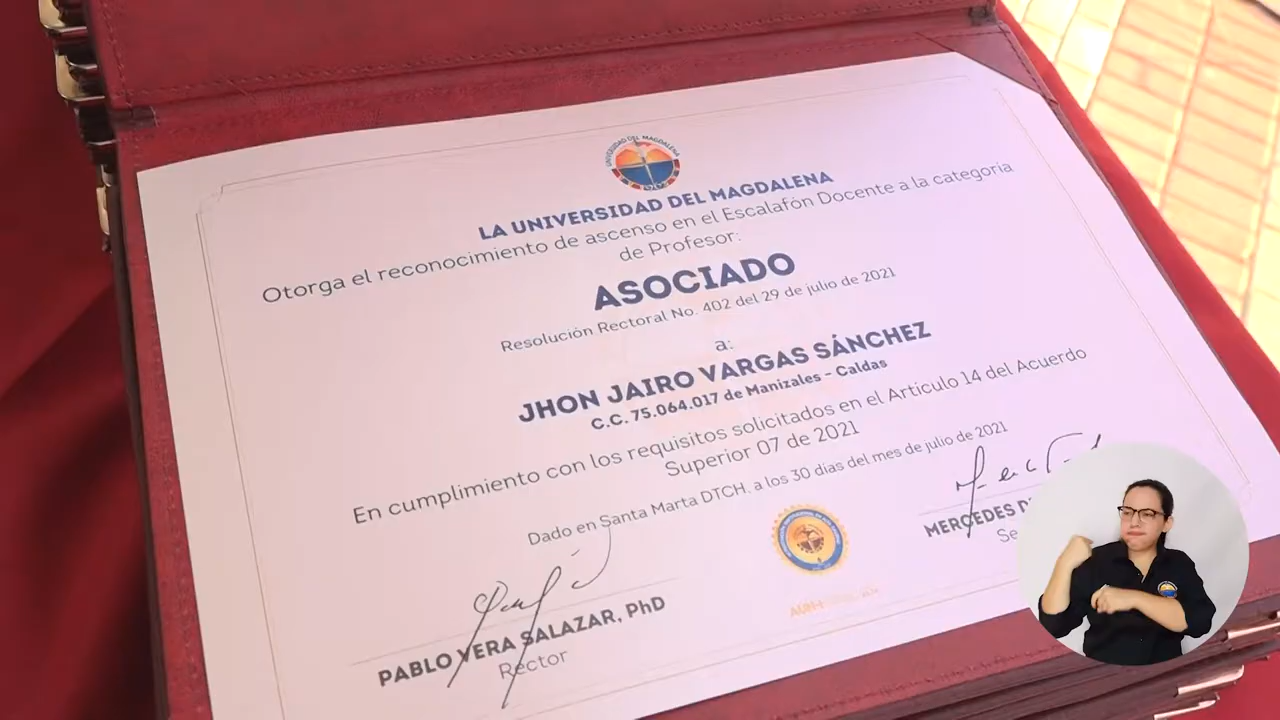 UNIVERSIDAD DEL MAGDALENA
LA UNIVERSIDAD DEL MAGDALENA
Otorga el reconocimiento de ascenso en el Escalafón Docente a la categoría
de Profesor:
ASOCIADO
Resolución Rectoral No. 402 del 29 de julio de 2021
a:
JHON JAIRO VARGAS SÁNCHEZ
C.C. 75.064.017 de Manizales - Caldas
En cumplimiento con los requisitos solicitados en el Artículo 14 del Acuerdo
Superior 07 de 2021
Dado en Santa Marta DTCH, a los 30 días del mes de julio de 2021
PABLO VERA SALAZAR, PhD
Rector
MERCEDES